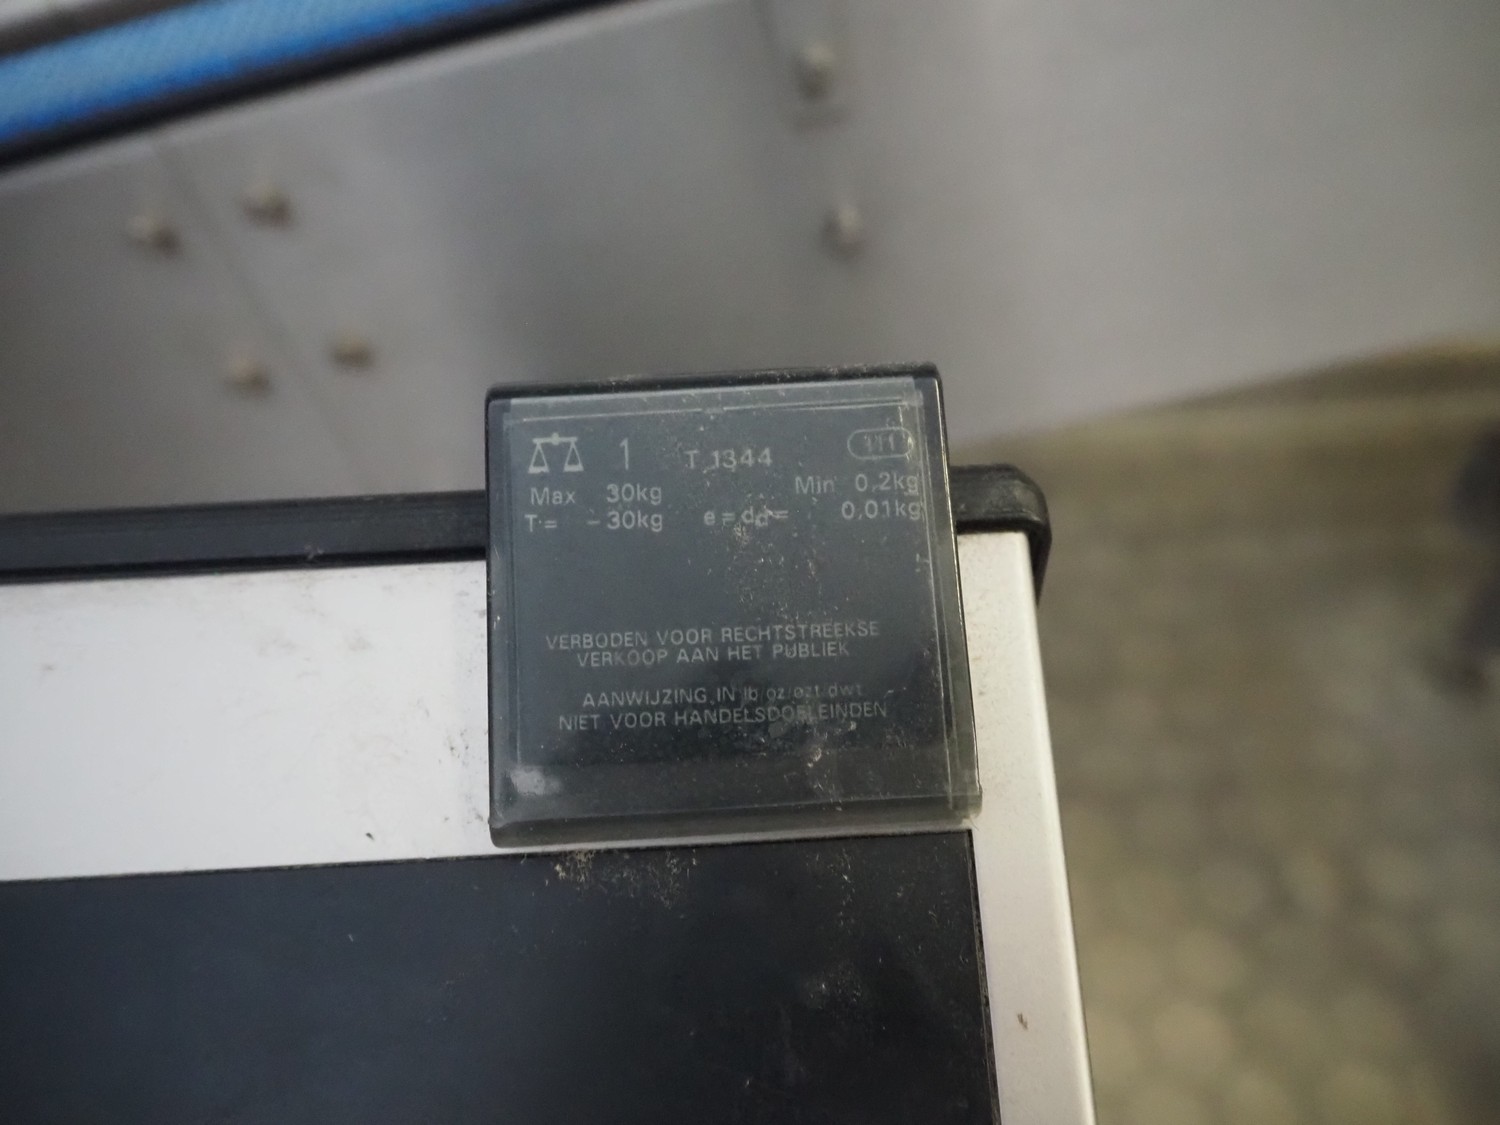 1 T 1344 III
Max 30kg Min 0,2kg
T = - 30kg e = d = 0,01kg
VERBODEN VOOR RECHTSTREEKSE
VERKOOP AAN HET PUBLIEK
AANWIJZING IN lb oz ozt dwt
NIET VOOR HANDELSDOELEINDEN